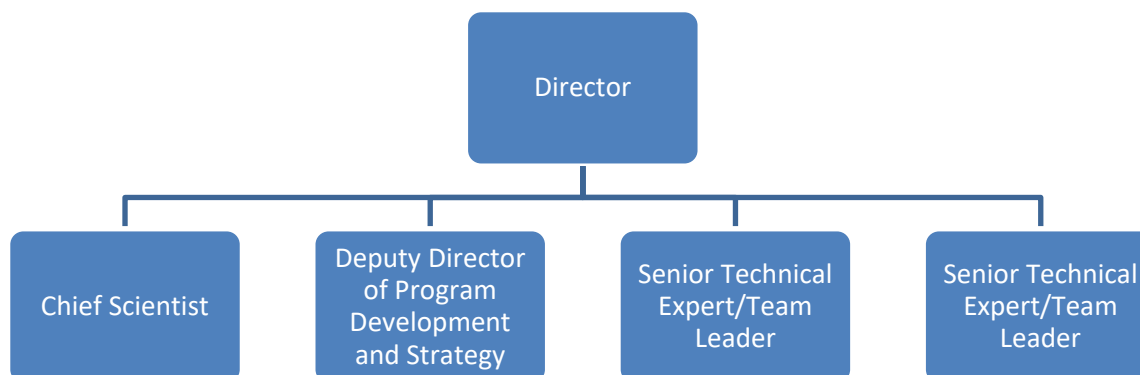 Director
Chief Scientist
Deputy Director
of Program
Development
and Strategy
Senior Technical
Expert/Team
Leader
Senior Technical
Expert/Team
Leader